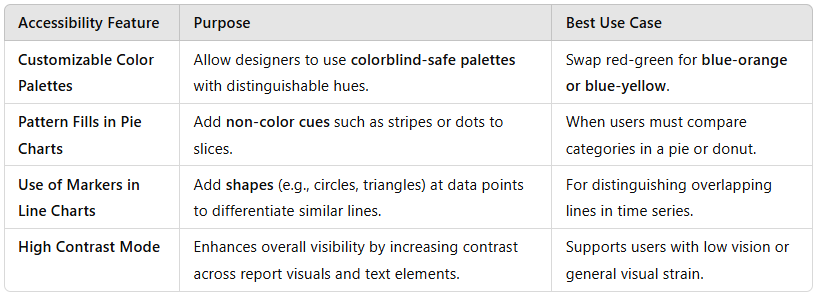 Accessibility Feature Purpose Best Use Case
Customizable Color Allow designers to use colorblind-safe palettes Swap red-green for blue-orange
Palettes with distinguishable hues. or blue-yellow.
Pattern Fills in Pie Add non-color cues such as stripes or dots to When users must compare
Charts slices. categories in a pie or donut.
Use of Markers in Add shapes (e.g., circles, triangles) at data points For distinguishing overlapping
Line Charts to differentiate similar lines. lines in time series.
High Contrast Mode Enhances overall visibility by increasing contrast Supports users with low vision or
across report visuals and text elements. general visual strain.